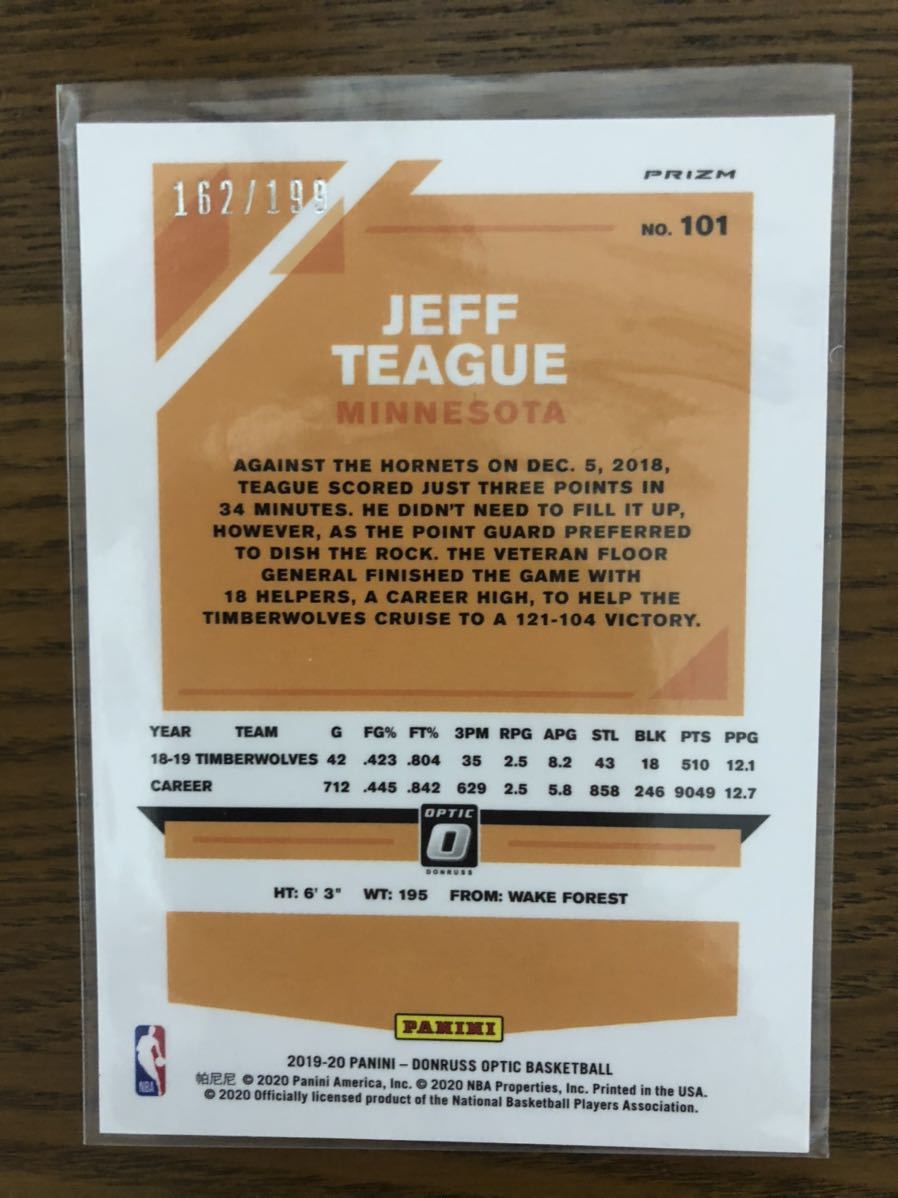 162/199
PRIZM
NO. 101
JEFF
TEAGUE
MINNESOTA
AGAINST THE HORNETS ON DEC. 5, 2018,
TEAGUE SCORED JUST THREE POINTS IN
34 MINUTES. HE DIDN'T NEED TO FILL IT UP,
HOWEVER, AS THE POINT GUARD PREFERRED
TO DISH THE ROCK. THE VETERAN FLOOR
GENERAL FINISHED THE GAME WITH
18 HELPERS, A CAREER HIGH, TO HELP THE
TIMBERWOLVES CRUISE TO A 121-104 VICTORY.
YEAR TEAM G FG% FT% 3PM RPG APG STL BLK PTS PPG
18-19 TIMBERWOLVES 42 .423 .804 35 2.5 8.2 43 18 510 12.1
CAREER 712 .445 .842 629 2.5 5.8 858 246 9049 12.7
OPTIC
O
DONRUSS
HT: 6' 3" WT: 195 FROM: WAKE FOREST
PANINI
NBA
2019-20 PANINI – DONRUSS OPTIC BASKETBALL
帕尼尼 © 2020 Panini America, Inc. © 2020 NBA Properties, Inc. Printed in the USA.
© 2020 Officially licensed product of the National Basketball Players Association.